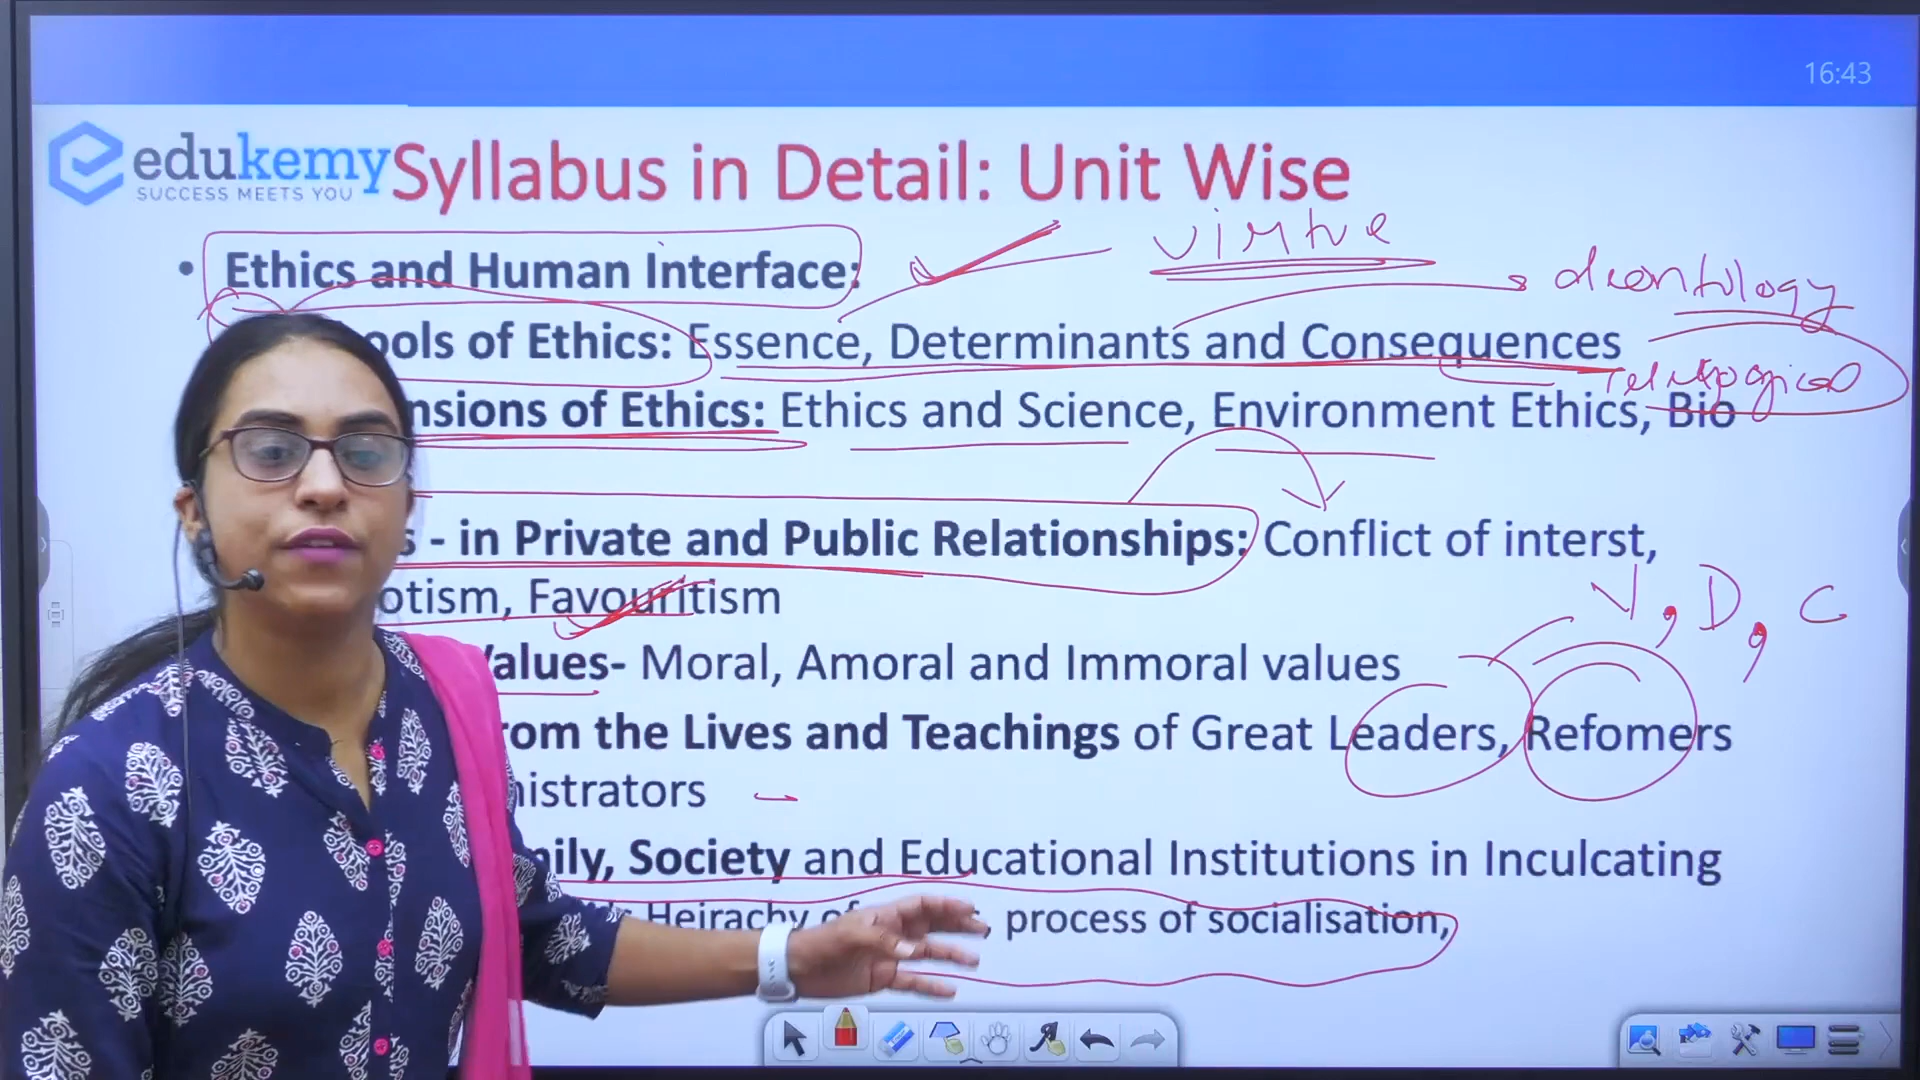 16:43
edukemy
SUCCESS MEETS YOU
Syllabus in Detail: Unit Wise
virtue
• Ethics and Human Interface:
deontology
ools of Ethics: Essence, Determinants and Consequences
nsions of Ethics: Ethics and Science, Environment Ethics, Bio
s - in Private and Public Relationships: Conflict of interst,
otism, Favouritism
V, D, C
Values- Moral, Amoral and Immoral values
rom the Lives and Teachings of Great Leaders, Refomers
nistrators
mily, Society and Educational Institutions in Inculcating
Heirachy of , process of socialisation,